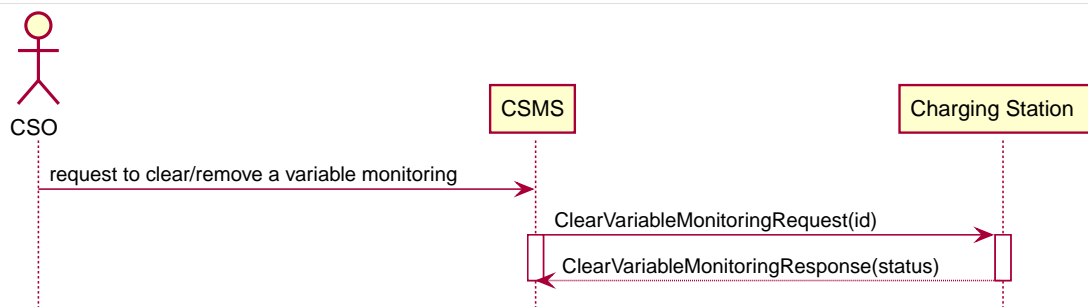 CSO
CSMS
Charging Station
request to clear/remove a variable monitoring
ClearVariableMonitoringRequest(id)
ClearVariableMonitoringResponse(status)